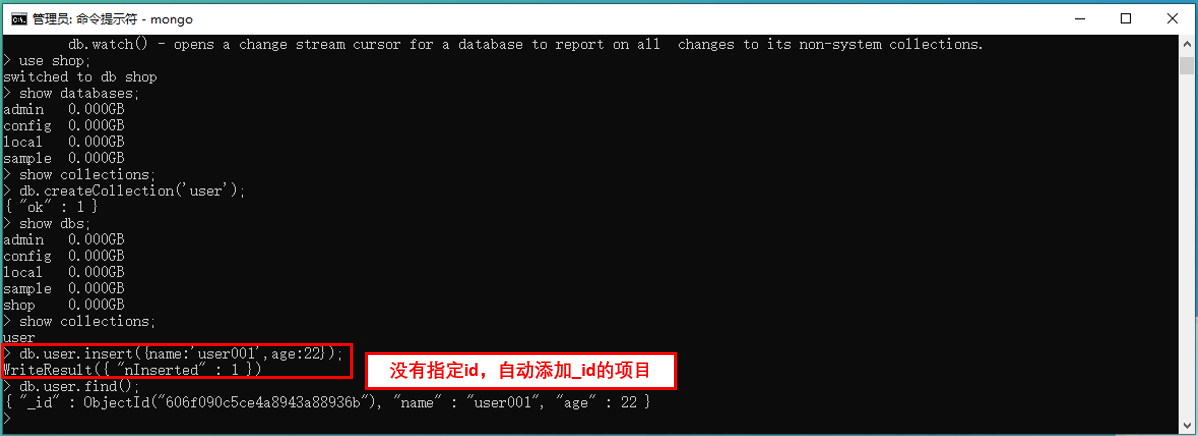 管理员: 命令提示符 - mongo
db.watch() - opens a change stream cursor for a database to report on all  changes to its non-system collections.
> use shop;
switched to db shop
> show databases;
admin   0.000GB
config  0.000GB
local   0.000GB
sample  0.000GB
> show collections;
> db.createCollection('user');
{ "ok" : 1 }
> show dbs;
admin   0.000GB
config  0.000GB
local   0.000GB
sample  0.000GB
shop    0.000GB
> show collections;
user
> db.user.insert({name:'user001',age:22});
WriteResult({ "nInserted" : 1 })
没有指定id，自动添加_id的项目
> db.user.find();
{ "_id" : ObjectId("606f090c5ce4a8943a88936b"), "name" : "user001", "age" : 22 }
>